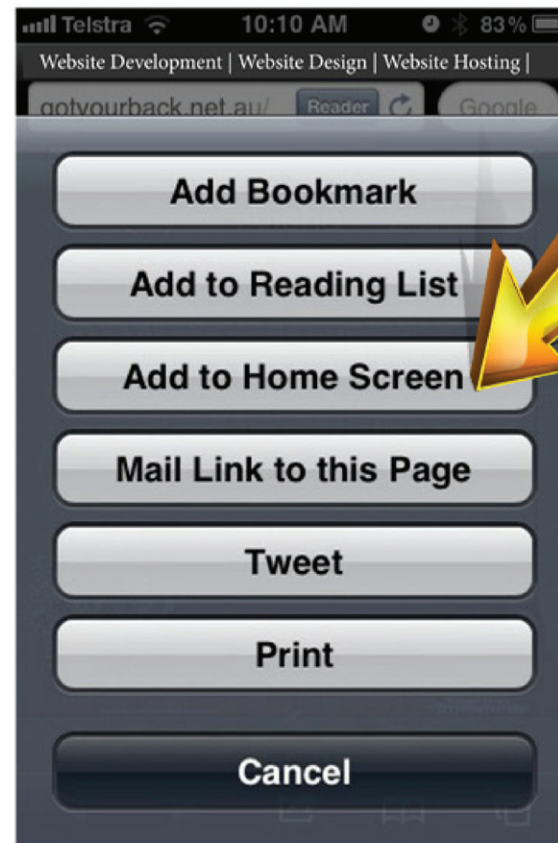 Telstra 10:10 AM 83%
Website Development | Website Design | Website Hosting |
gotyourback.net.au/ Reader Google
Add Bookmark
Add to Reading List
Add to Home Screen
Mail Link to this Page
Tweet
Print
Cancel